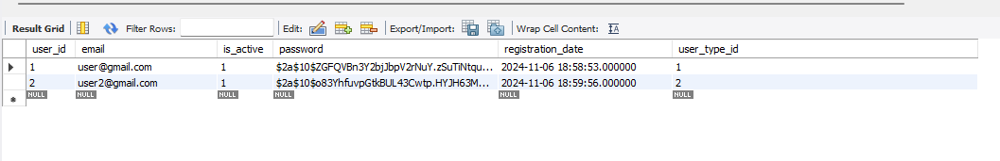 Result Grid Filter Rows: Edit: Export/Import: Wrap Cell Content: IA
user_id email is_active password registration_date user_type_id
1 user@gmail.com 1 $2a$10$ZGFQVBn3Y2bjJbpV2rNuY.zSuTiNtqu... 2024-11-06 18:58:53.000000 1
2 user2@gmail.com 1 $2a$10$o83YhfuvpGtkBUL43Cwtp.HYJH63M... 2024-11-06 18:59:56.000000 2
NULL NULL NULL NULL NULL NULL